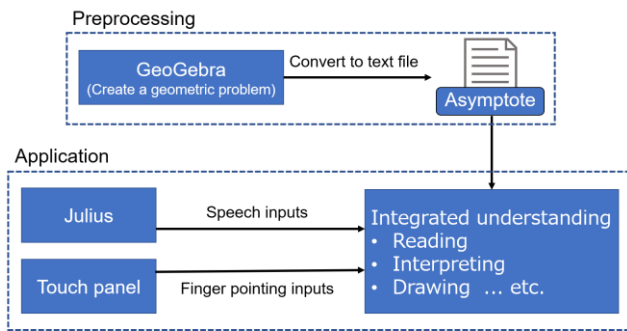 Preprocessing
GeoGebra
(Create a geometric problem)
Convert to text file
Asymptote
Application
Julius
Speech inputs
Touch panel
Finger pointing inputs
Integrated understanding
• Reading
• Interpreting
• Drawing ... etc.